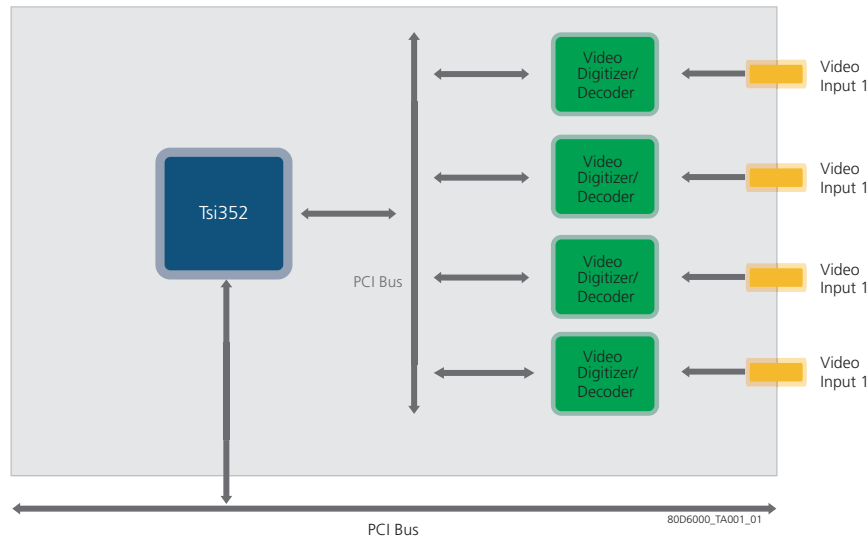 Video
Digitizer/
Decoder
Video
Input 1
Video
Digitizer/
Decoder
Video
Input 1
Tsi352
Video
Digitizer/
Decoder
Video
Input 1
PCI Bus
Video
Digitizer/
Decoder
Video
Input 1
80D6000_TA001_01
PCI Bus